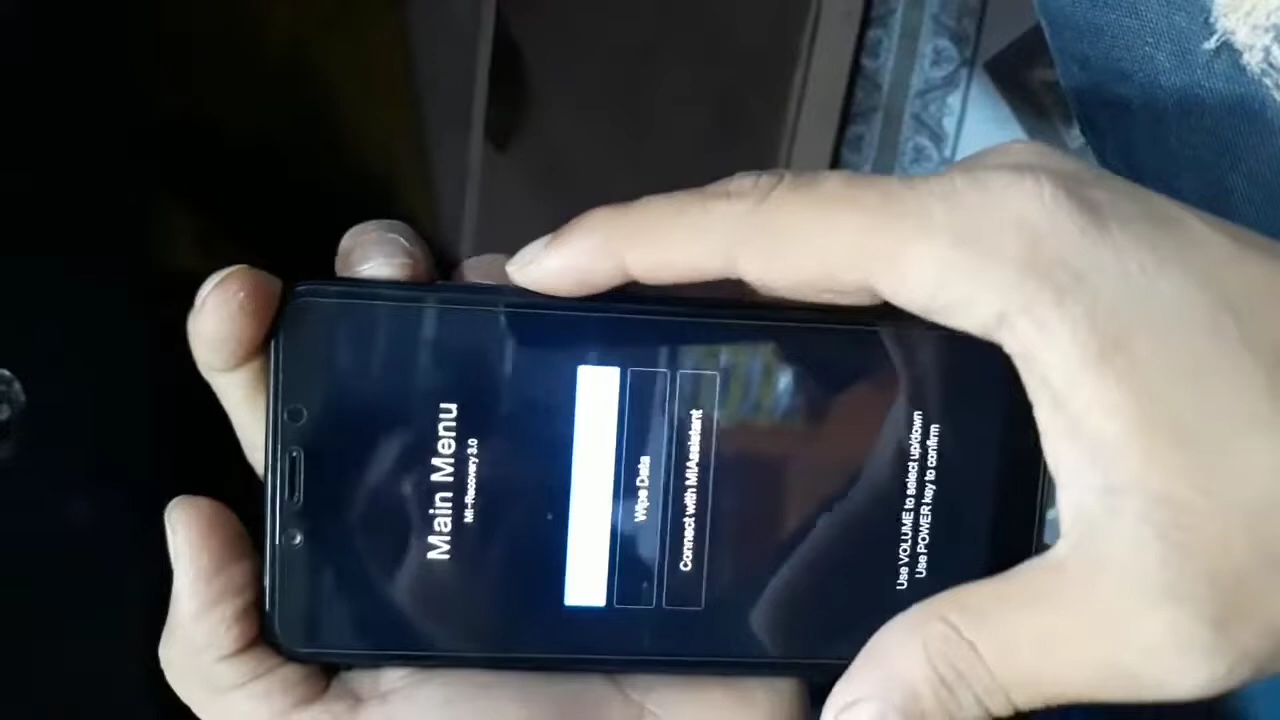 Main Menu
MI-Recovery 3.0
Wipe Data
Connect with MIAssistant
Use VOLUME to select up/down
Use POWER key to confirm